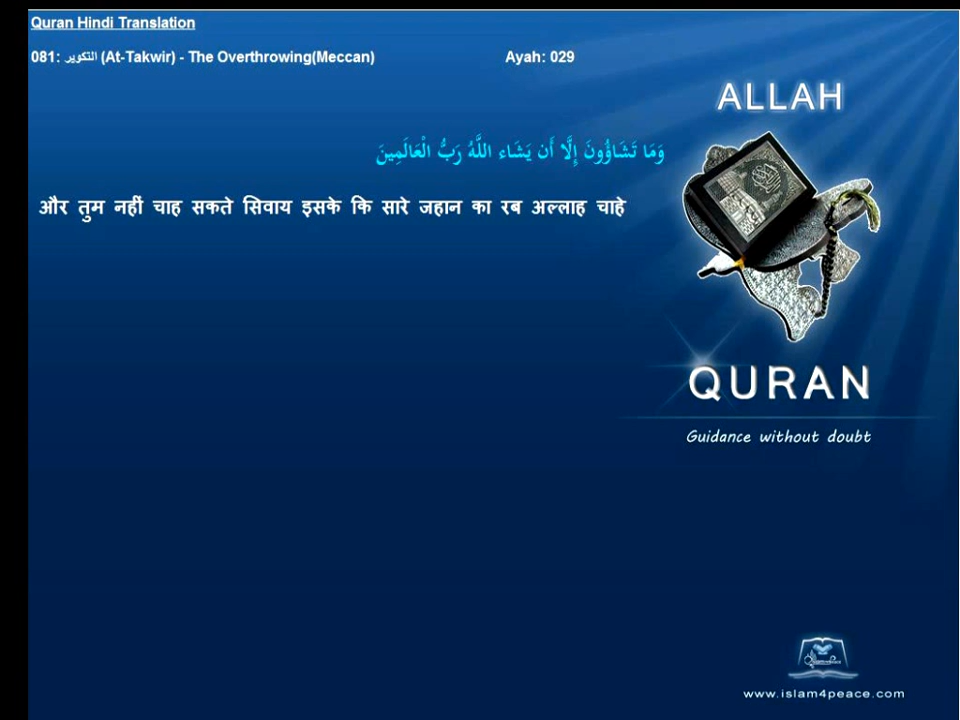 Quran Hindi Translation
081: التكوير (At-Takwir) - The Overthrowing(Meccan) Ayah: 029
ALLAH
وَمَا تَشَاؤُونَ إِلَّا أَن يَشَاء اللَّهُ رَبُّ الْعَالَمِينَ
और तुम नहीं चाह सकते सिवाय इसके कि सारे जहान का रब अल्लाह चाहे
QURAN
Guidance without doubt
www.islam4peace.com